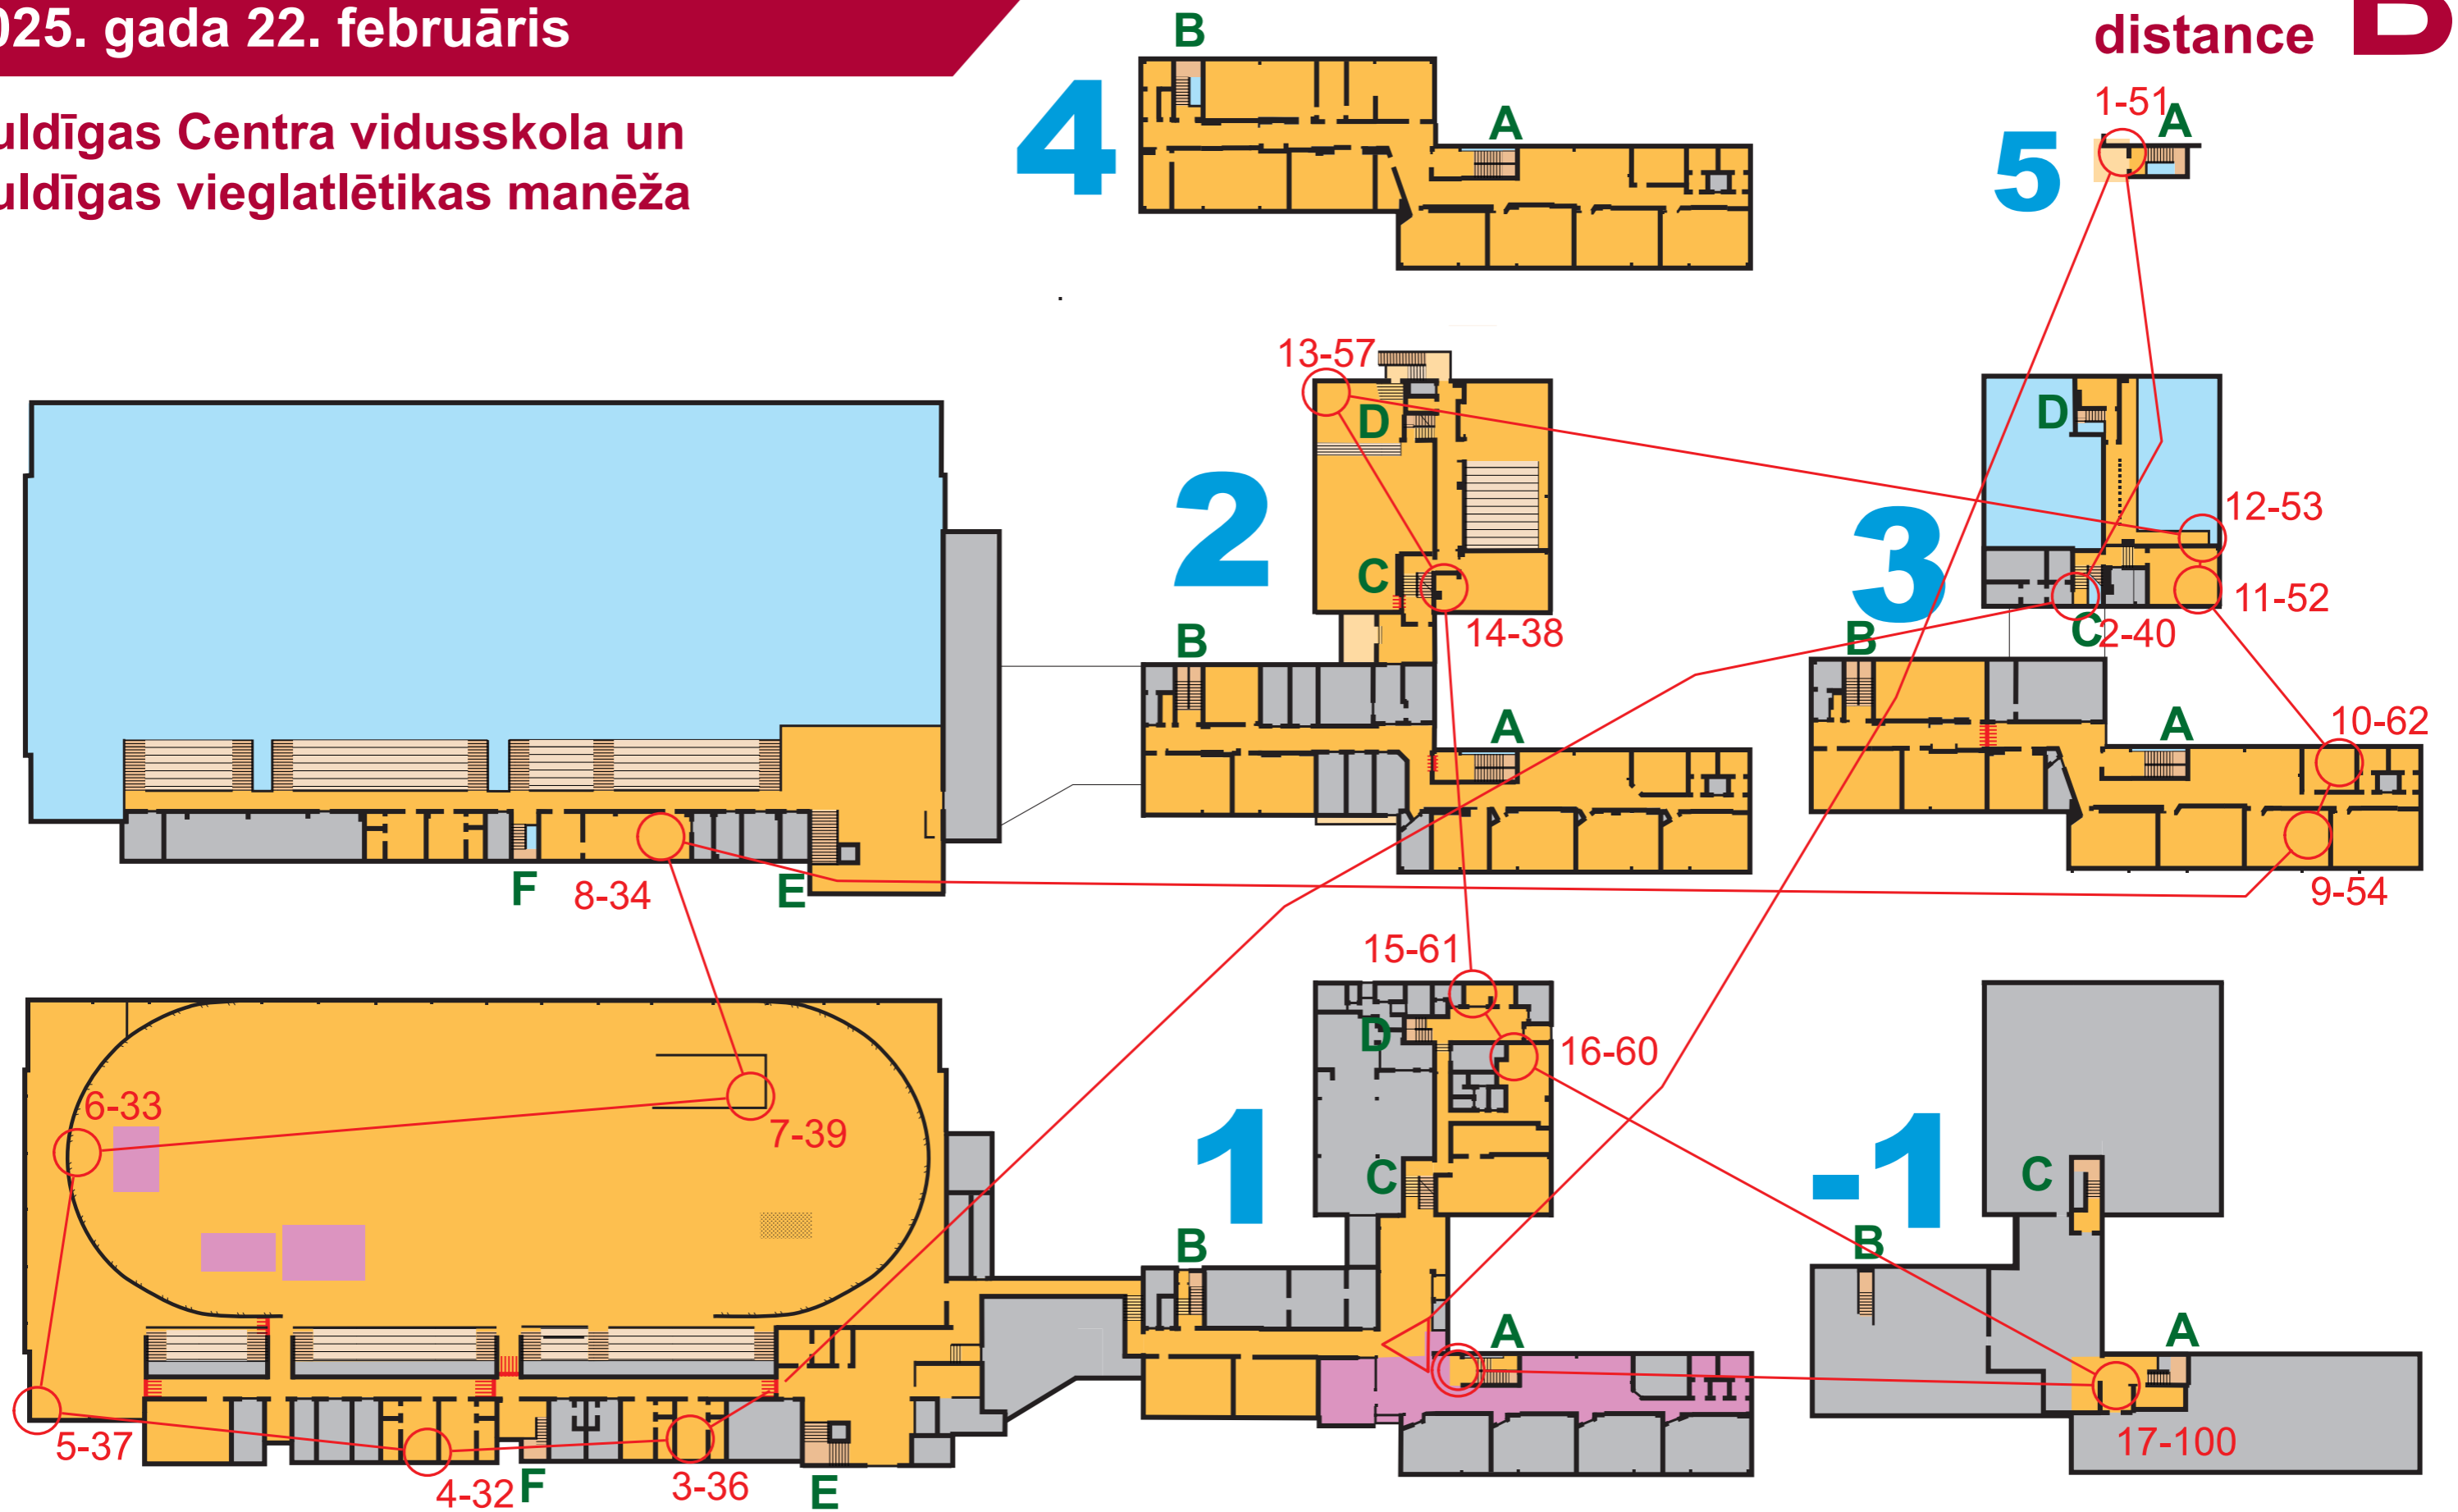 025. gada 22. februāris
distance B
uldīgas Centra vidusskola un
uldīgas vieglatlētikas manēža
B
4
A
1-51
A
5
13-57
D
2
C
14-38
B
A
D
12-53
3
11-52
C
2-40
B
10-62
A
9-54
F
8-34
E
15-61
D
16-60
6-33
7-39
1
C
B
A
-1
C
B
A
5-37
4-32
F
3-36
E
17-100